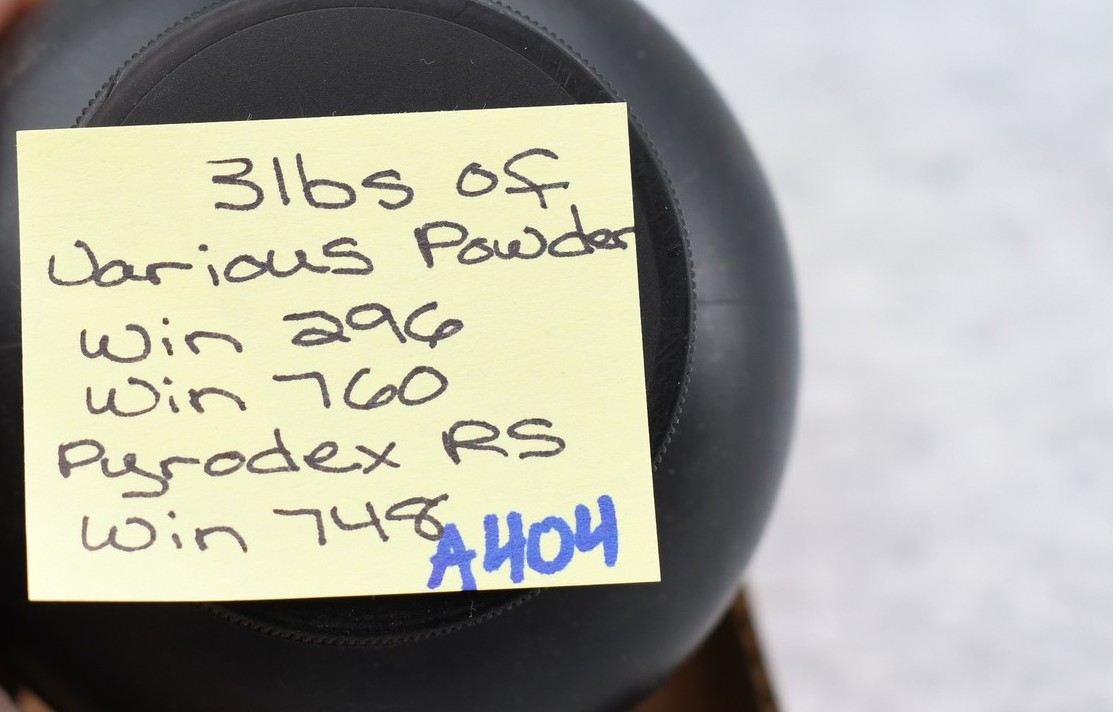 3lbs of
Various Powder
Win 296
Win 760
Pyrodex RS
Win 748
A404